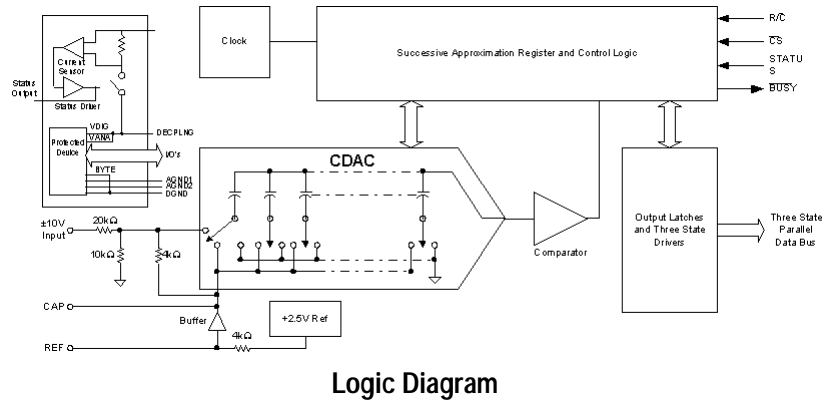 Current
Sensor
Status
Output
Status Driver
VDIG
VANA
Protected
Device
DECPLNG
I/O's
BYTE
AGND1
AGND2
DGND
Clock
Successive Approximation Register and Control Logic
R/C
CS
STATU
S
BUSY
CDAC
±10V
Input
20kΩ
10kΩ
4kΩ
CAP
Buffer
+2.5V Ref
REF
4kΩ
Comparator
Output Latches
and Three State
Drivers
Three State
Parallel
Data Bus
Logic Diagram